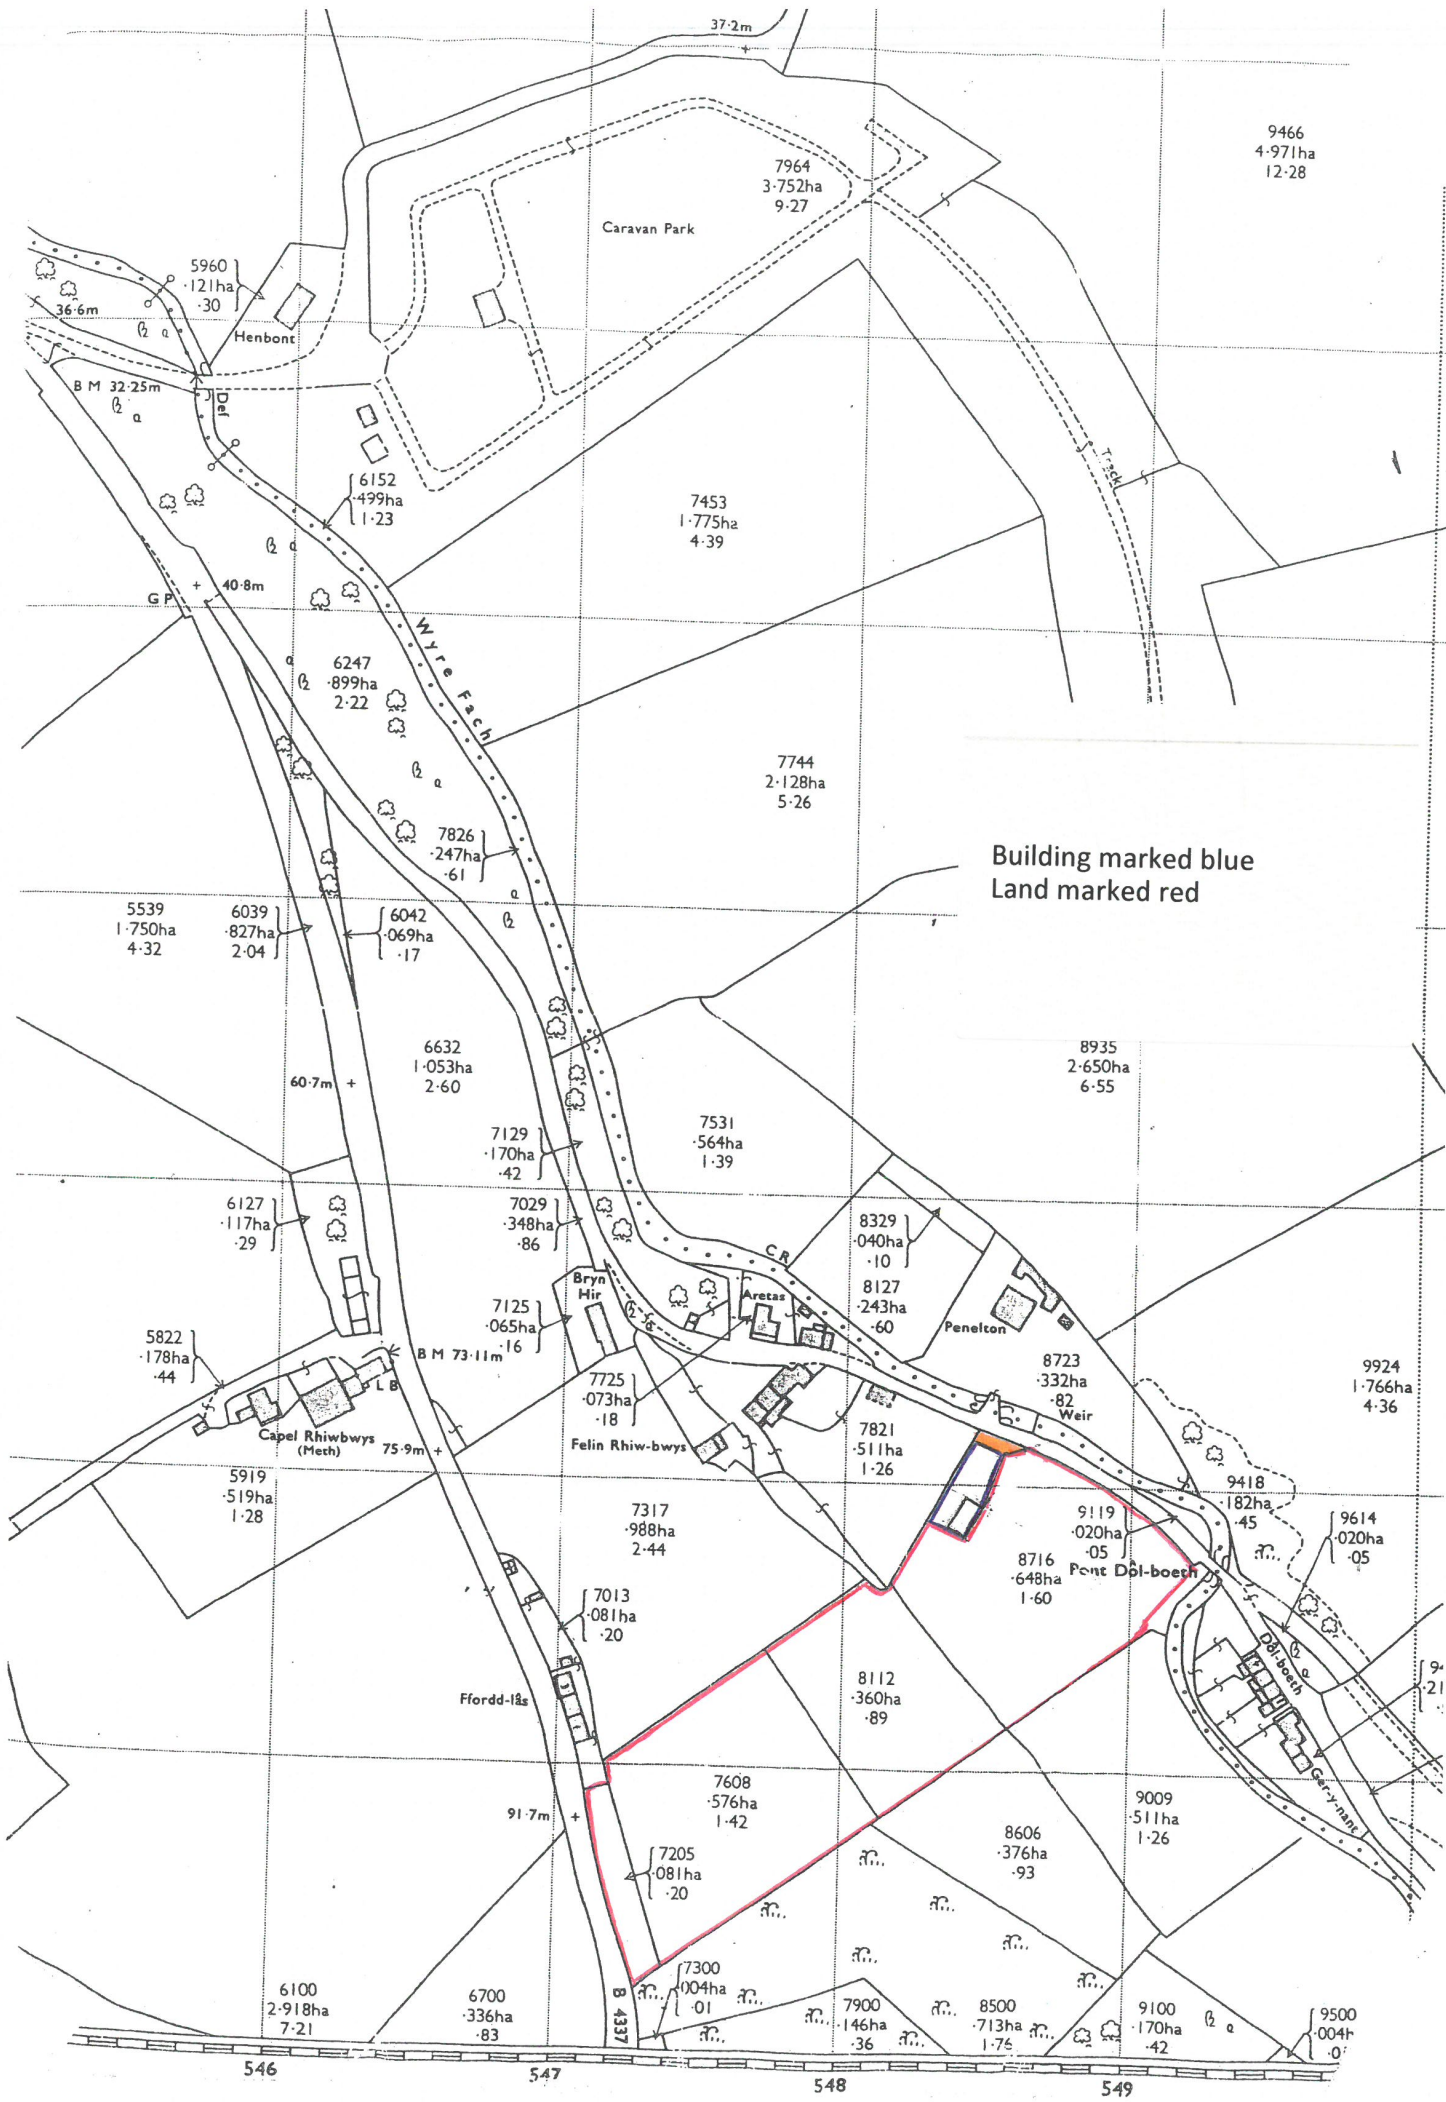 37·2m
9466
4·971ha
12·28
7964
3·752ha
9·27
Caravan Park
5960
·121ha
·30
36·6m
Henbont
B M 32·25m
Def
Track
6152
·499ha
1·23
7453
1·775ha
4·39
40·8m
G P
Wyre Fach
6247
·899ha
2·22
7744
2·128ha
5·26
7826
·247ha
·61
Building marked blue
Land marked red
5539
1·750ha
4·32
6039
·827ha
2·04
6042
·069ha
·17
6632
1·053ha
2·60
60·7m
8935
2·650ha
6·55
7531
·564ha
1·39
7129
·170ha
·42
6127
·117ha
·29
7029
·348ha
·86
8329
·040ha
·10
C R
Bryn
Hir
Aretas
8127
·243ha
·60
7125
·065ha
·16
Penelton
5822
·178ha
·44
B M 73·11m
L B
8723
·332ha
·82
9924
1·766ha
4·36
7725
·073ha
·18
Weir
Capel Rhiwbwys
(Meth)
75·9m
Felin Rhiw-bwys
7821
·511ha
1·26
5919
·519ha
1·28
9418
·182ha
·45
7317
·988ha
2·44
9119
·020ha
·05
9614
·020ha
·05
Pont Dôl-boeth
8716
·648ha
1·60
7013
·081ha
·20
Dôl-boeth
Ffordd-lâs
8112
·360ha
·89
91·7m
7608
·576ha
1·42
Ger-y-nant
9009
·511ha
1·26
8606
·376ha
·93
7205
·081ha
·20
7300
·004ha
·01
B 4337
6100
2·918ha
7·21
6700
·336ha
·83
7900
·146ha
·36
8500
·713ha
1·76
9100
·170ha
·42
9500
·004h
546
547
548
549